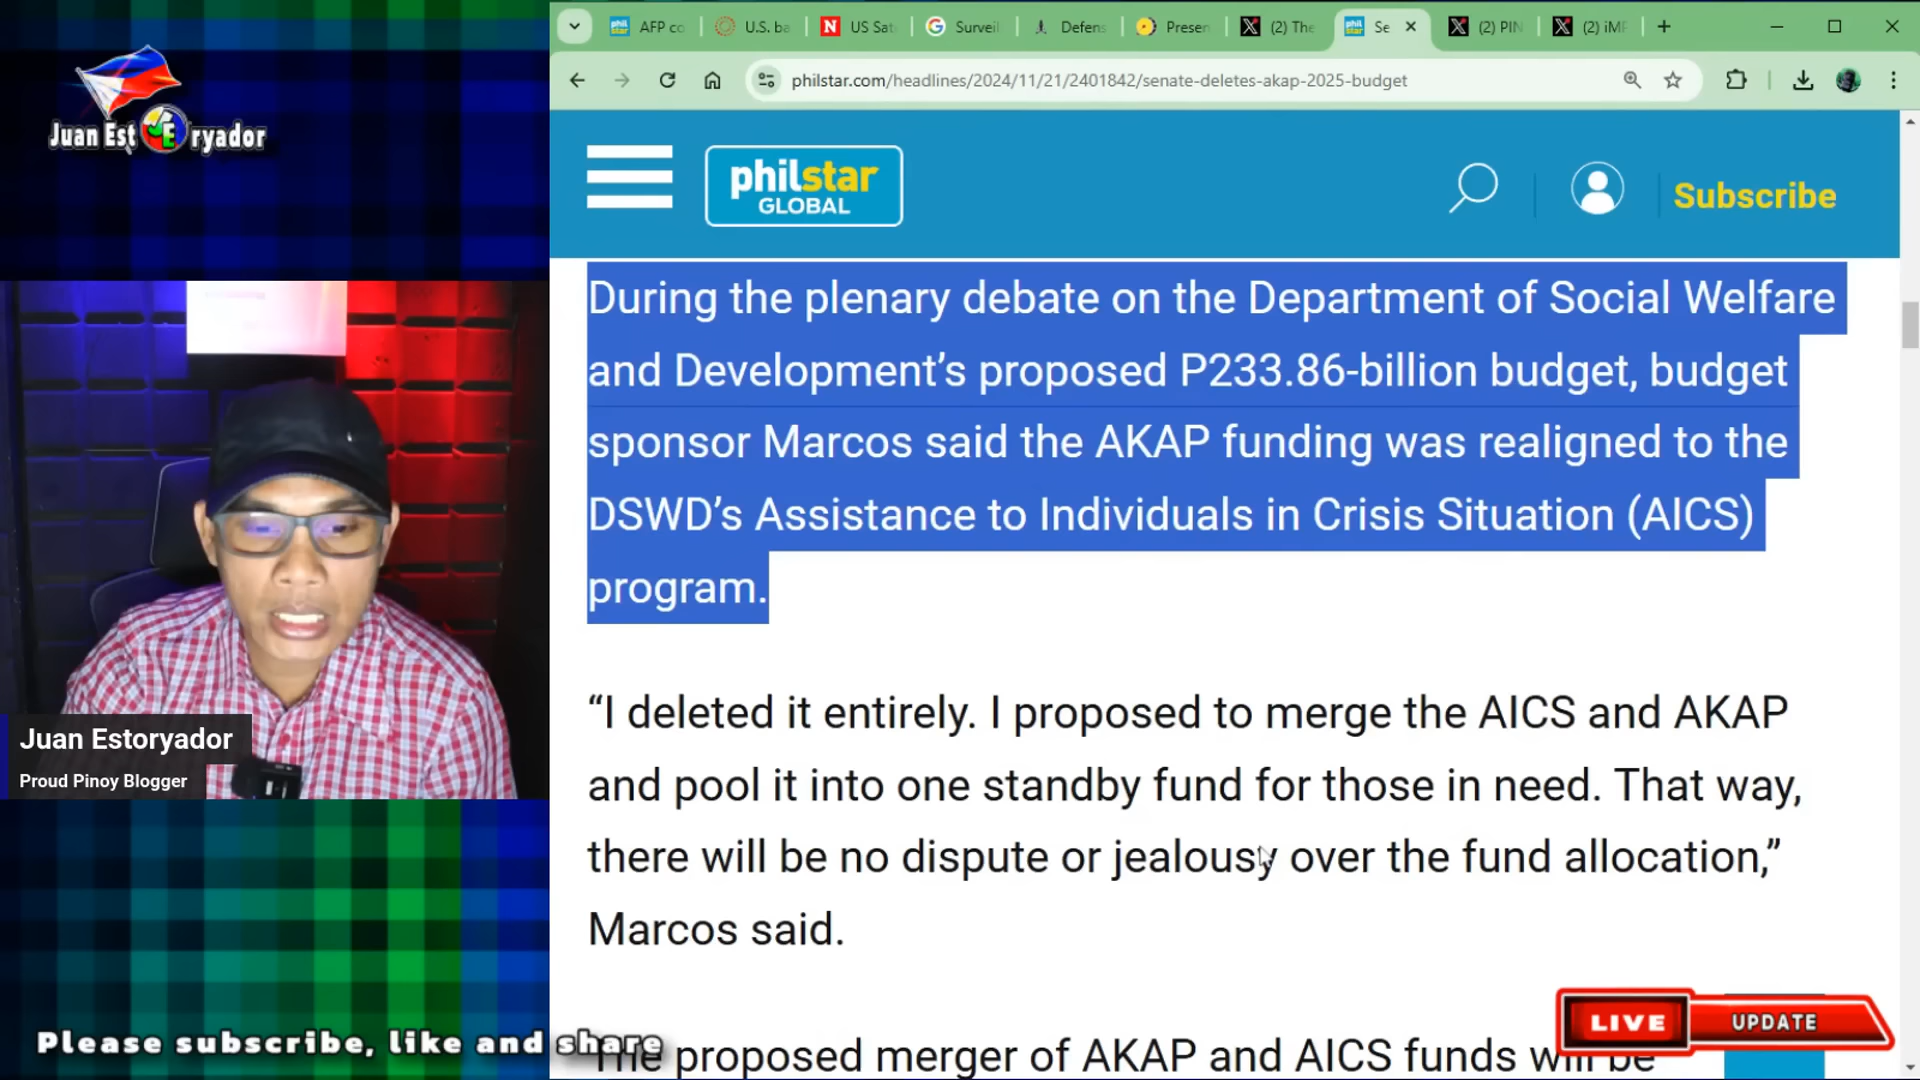 Juan Est E ryador
AFP co
U.S. ba
US Sat
Surveil
Defens
Presen
(2) The
Se
(2) PIN
(2) iMF
philstar.com/headlines/2024/11/21/2401842/senate-deletes-akap-2025-budget
philstar
GLOBAL
Subscribe
During the plenary debate on the Department of Social Welfare
and Development’s proposed P233.86-billion budget, budget
sponsor Marcos said the AKAP funding was realigned to the
DSWD’s Assistance to Individuals in Crisis Situation (AICS)
program.
“I deleted it entirely. I proposed to merge the AICS and AKAP
and pool it into one standby fund for those in need. That way,
there will be no dispute or jealousy over the fund allocation,”
Marcos said.
The proposed merger of AKAP and AICS funds will be
Juan Estoryador
Proud Pinoy Blogger
Please subscribe, like and share
LIVE UPDATE